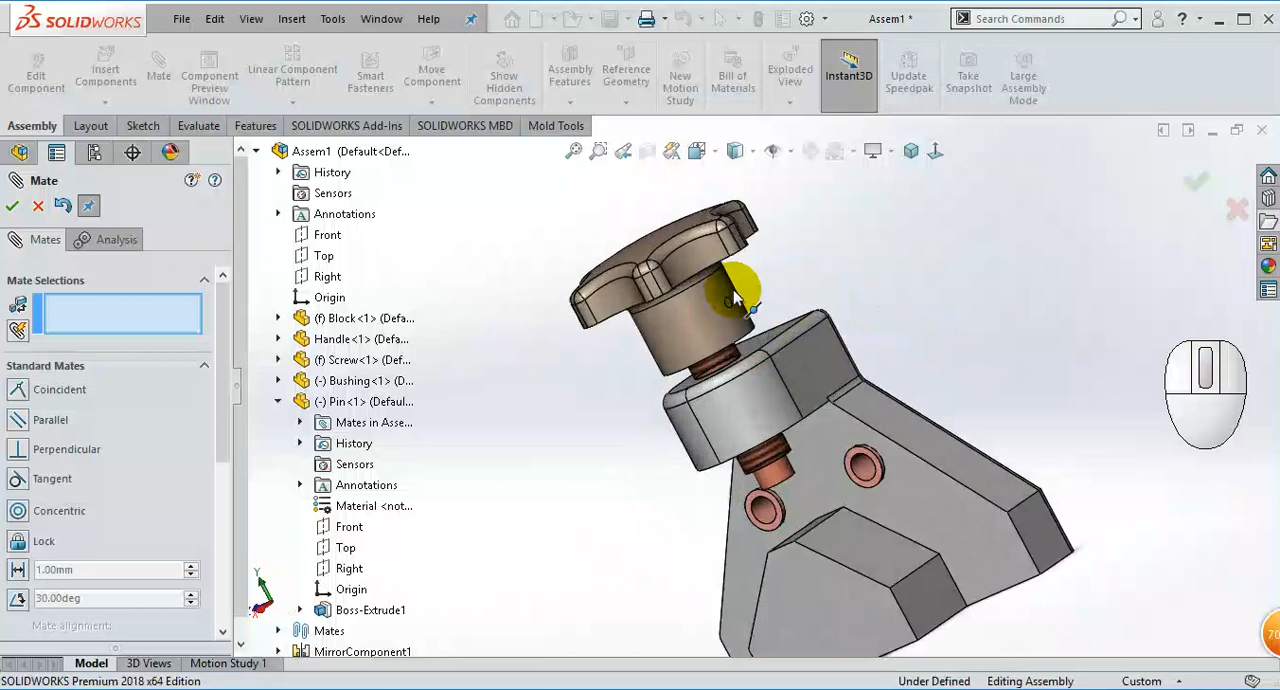 SOLIDWORKS
File Edit View Insert Tools Window Help
Assem1 *
Search Commands
?
Edit Component
Insert Components
Mate
Component Preview Window
Linear Component Pattern
Smart Fasteners
Move Component
Show Hidden Components
Assembly Features
Reference Geometry
New Motion Study
Bill of Materials
Exploded View
Instant3D
Update Speedpak
Take Snapshot
Large Assembly Mode
Assembly Layout Sketch Evaluate Features SOLIDWORKS Add-Ins SOLIDWORKS MBD Mold Tools
Mate
Mates Analysis
Mate Selections
Standard Mates
Coincident
Parallel
Perpendicular
Tangent
Concentric
Lock
1.00mm
30.00deg
Mate alignment:
Assem1 (Default<Def...
History
Sensors
Annotations
Front
Top
Right
Origin
(f) Block<1> (Defa...
Handle<1> (Defa...
(f) Screw<1> (Def...
(-) Bushing<1> (D...
(-) Pin<1> (Defaul...
Mates in Asse...
History
Sensors
Annotations
Material <not...
Front
Top
Right
Origin
Boss-Extrude1
Mates
MirrorComponent1
Y
70
Model 3D Views Motion Study 1
SOLIDWORKS Premium 2018 x64 Edition
Under Defined Editing Assembly Custom